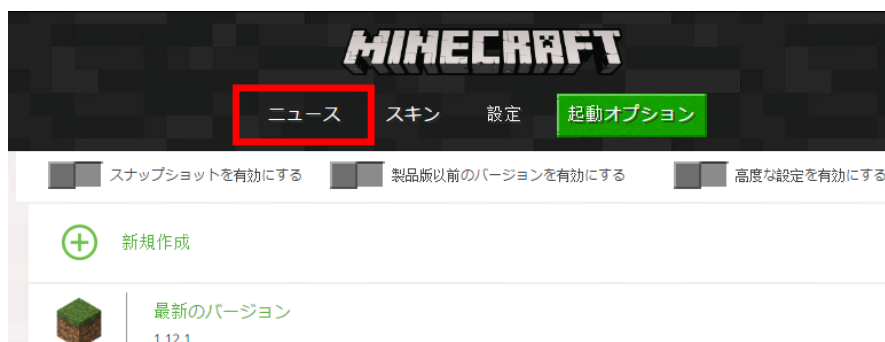 MINECRAFT
ニュース スキン 設定 起動オプション
スナップショットを有効にする 製品版以前のバージョンを有効にする 高度な設定を有効にする
新規作成
最新のバージョン
1.12.1